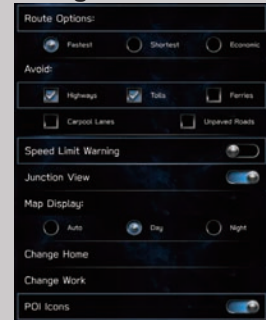 Route Options:
Fastest Shortest Economic
Avoid:
Highways Tolls Ferries
Carpool Lanes Unpaved Roads
Speed Limit Warning
Junction View
Map Display:
Auto Day Night
Change Home
Change Work
POI Icons